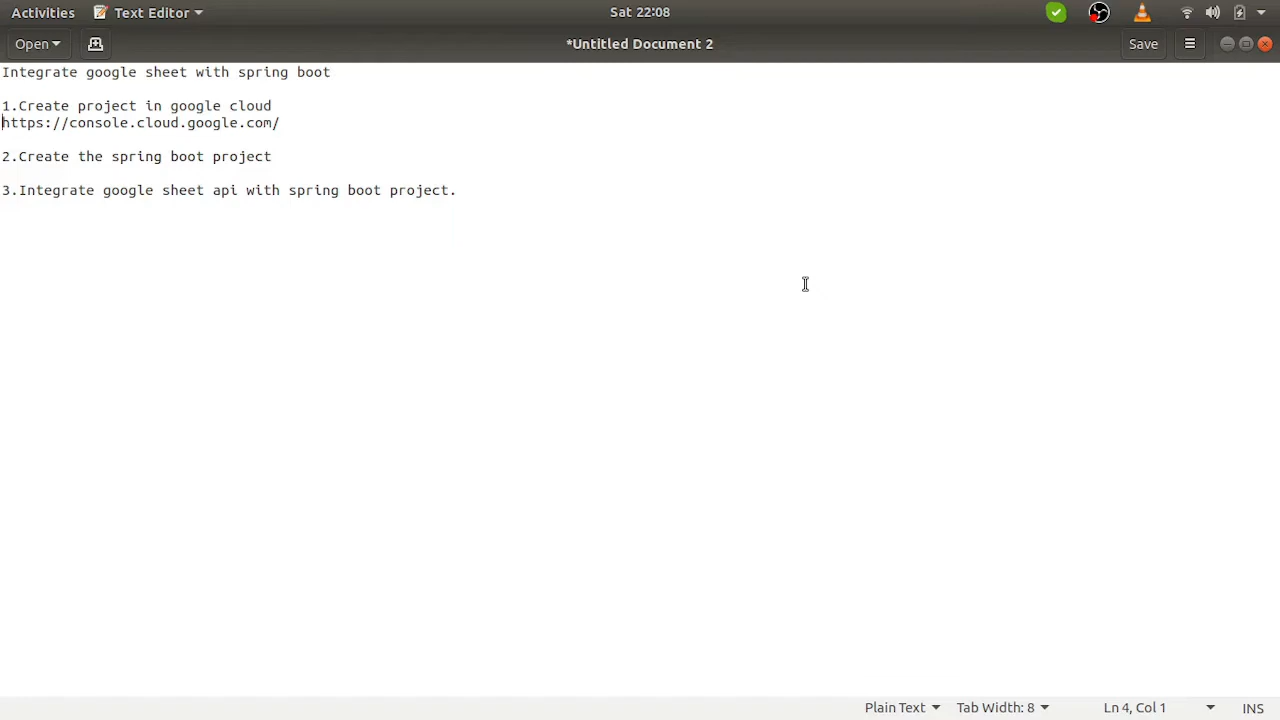 Activities Text Editor Sat 22:08
Open *Untitled Document 2 Save
Integrate google sheet with spring boot
1.Create project in google cloud
https://console.cloud.google.com/
2.Create the spring boot project
3.Integrate google sheet api with spring boot project.
Plain Text Tab Width: 8 Ln 4, Col 1 INS